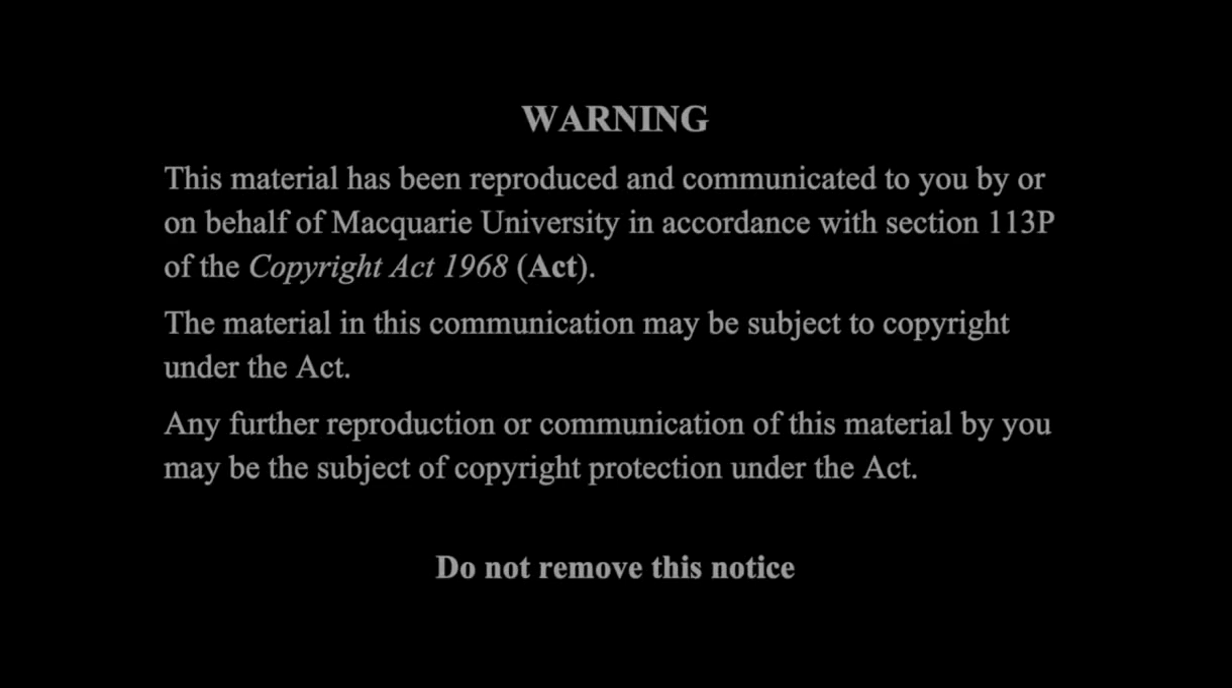 WARNING
This material has been reproduced and communicated to you by or
on behalf of Macquarie University in accordance with section 113P
of the Copyright Act 1968 (Act).
The material in this communication may be subject to copyright
under the Act.
Any further reproduction or communication of this material by you
may be the subject of copyright protection under the Act.
Do not remove this notice